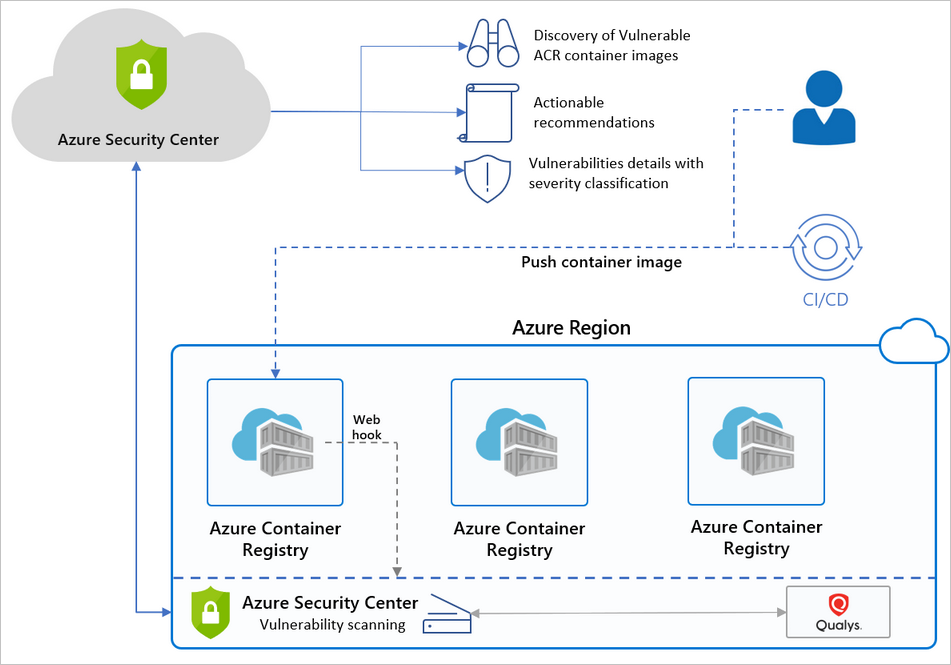 Azure Security Center
Discovery of Vulnerable
ACR container images
Actionable
recommendations
Vulnerabilities details with
severity classification
Push container image
CI/CD
Azure Region
Web
hook
Azure Container
Registry
Azure Container
Registry
Azure Container
Registry
Azure Security Center
Vulnerability scanning
Qualys.